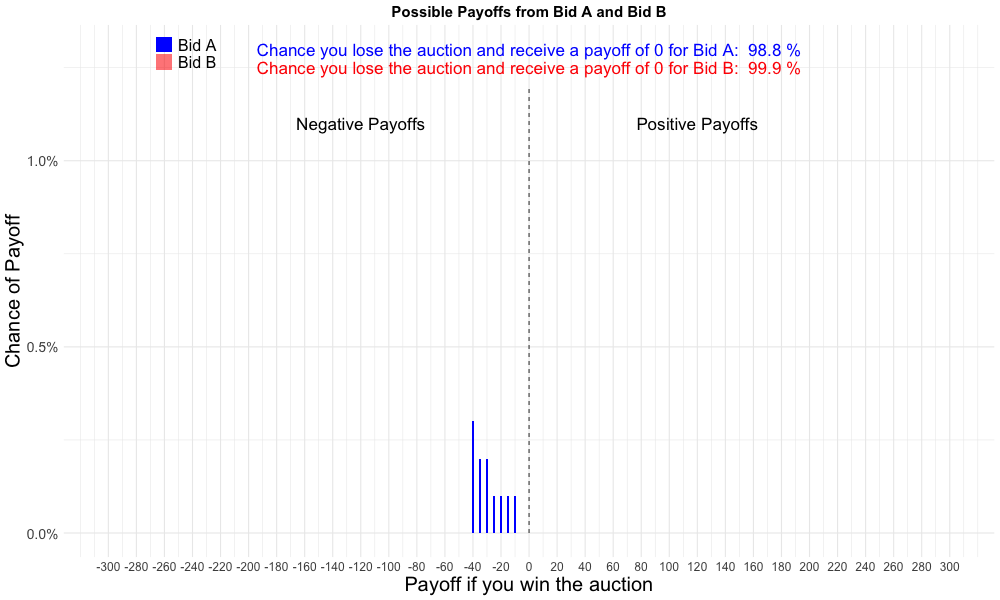 Possible Payoffs from Bid A and Bid B
Bid A
Bid B
Chance you lose the auction and receive a payoff of 0 for Bid A:  98.8 %
Chance you lose the auction and receive a payoff of 0 for Bid B:  99.9 %
Negative Payoffs
Positive Payoffs
Chance of Payoff
1.0%
0.5%
0.0%
-300 -280 -260 -240 -220 -200 -180 -160 -140 -120 -100 -80 -60 -40 -20 0 20 40 60 80 100 120 140 160 180 200 220 240 260 280 300
Payoff if you win the auction